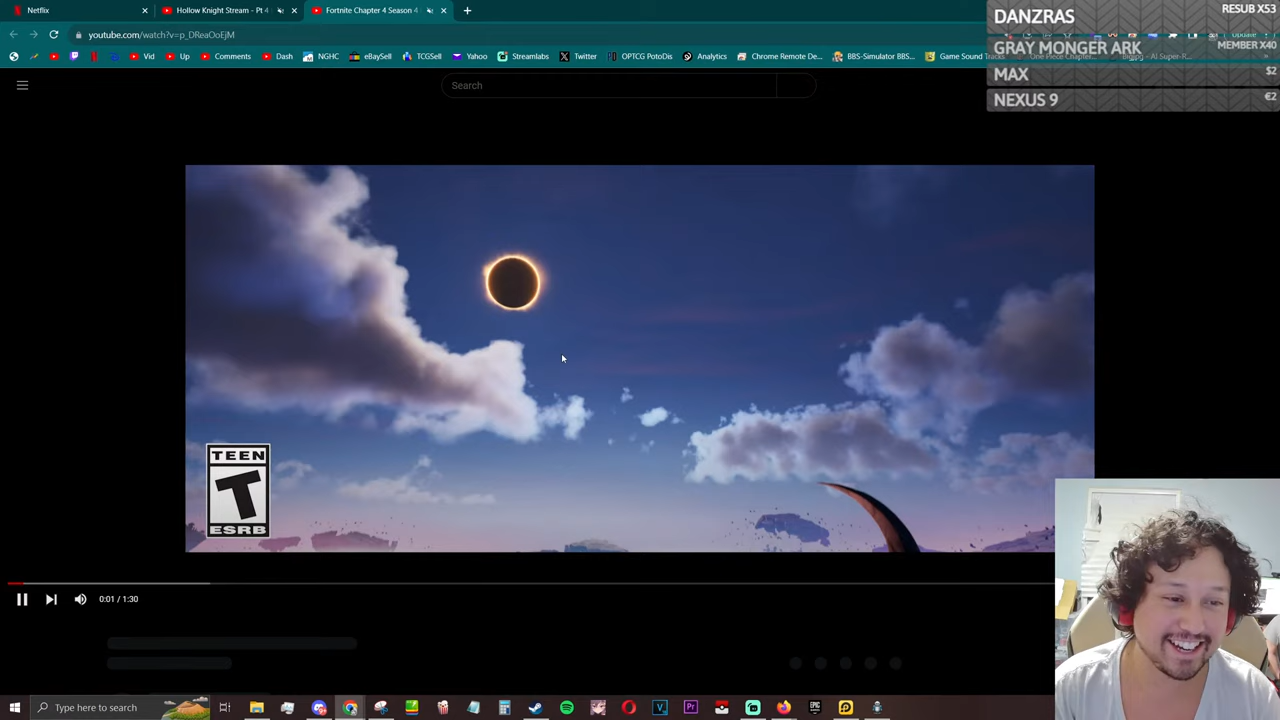 Netflix
Hollow Knight Stream - Pt 4
Fortnite Chapter 4 Season 4
DANZRAS RESUB X53
youtube.com/watch?v=p_DReaOoEjM
GRAY MONGER ARK MEMBER X40
Vid Up Comments Dash NGHC eBaySell TCGSell Streamlabs Yahoo Twitter OPTCG PotoDis Analytics Chrome Remote De... BBS-Simulator BBS... Game Sound Tracks One Piece Chapter...
MAX $2
Search
NEXUS 9 €2
TEEN
T
ESRB
0:01 / 1:30
Type here to search